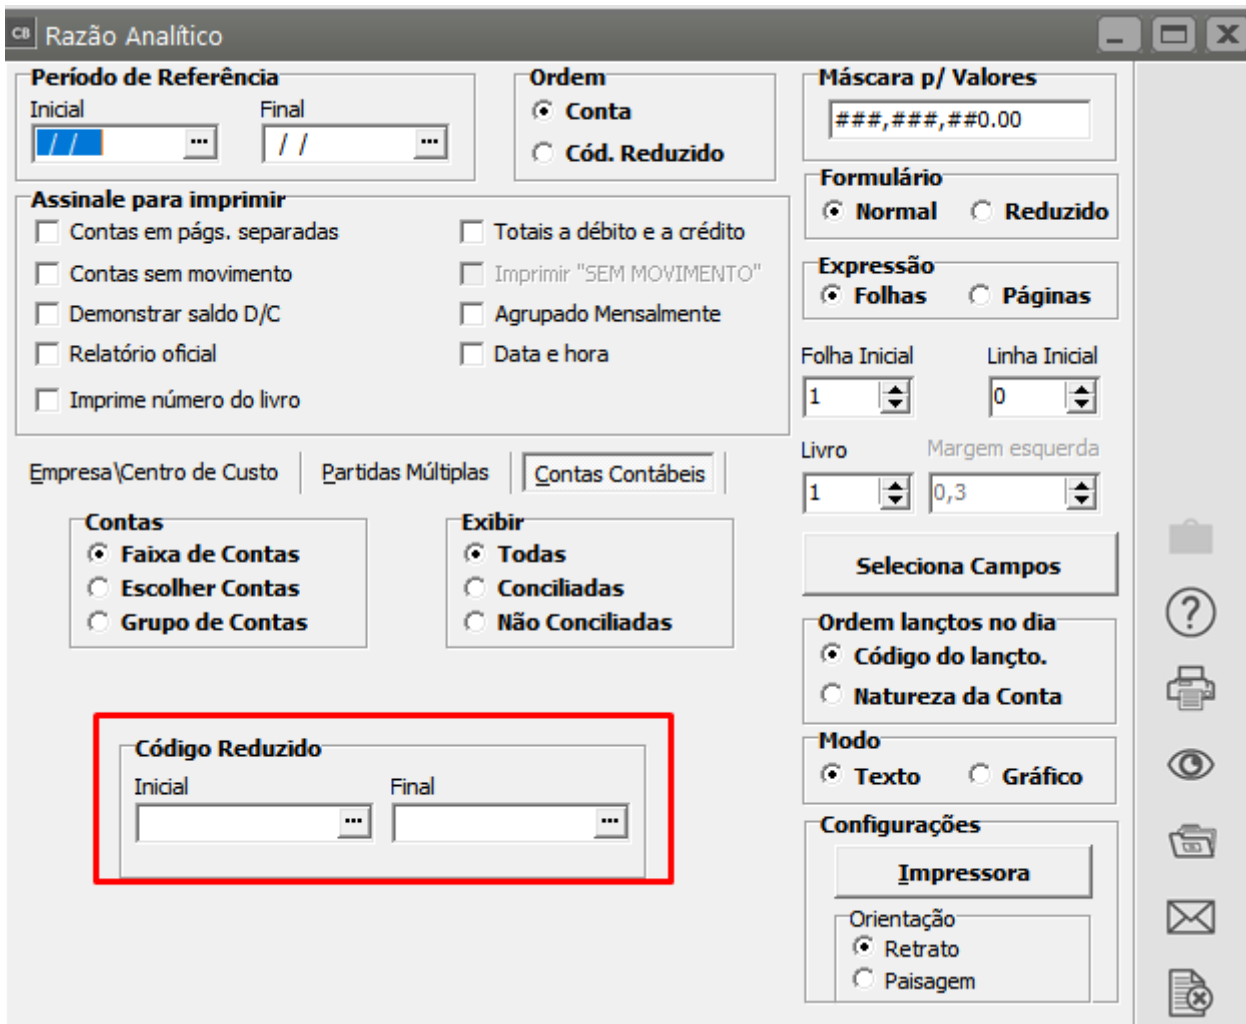 CB Razão Analítico
Período de Referência
Inicial Final
/ / ... / / ...
Ordem
Conta
Cód. Reduzido
Máscara p/ Valores
###,###,##0.00
Formulário
Normal Reduzido
Expressão
Folhas Páginas
Folha Inicial Linha Inicial
1 0
Livro Margem esquerda
1 0,3
Assinale para imprimir
Contas em págs. separadas
Contas sem movimento
Demonstrar saldo D/C
Relatório oficial
Imprime número do livro
Totais a débito e a crédito
Imprimir "SEM MOVIMENTO"
Agrupado Mensalmente
Data e hora
Empresa\Centro de Custo Partidas Múltiplas Contas Contábeis
Contas
Faixa de Contas
Escolher Contas
Grupo de Contas
Exibir
Todas
Conciliadas
Não Conciliadas
Código Reduzido
Inicial Final
... ...
Seleciona Campos
Ordem lançtos no dia
Código do lançto.
Natureza da Conta
Modo
Texto Gráfico
Configurações
Impressora
Orientação
Retrato
Paisagem